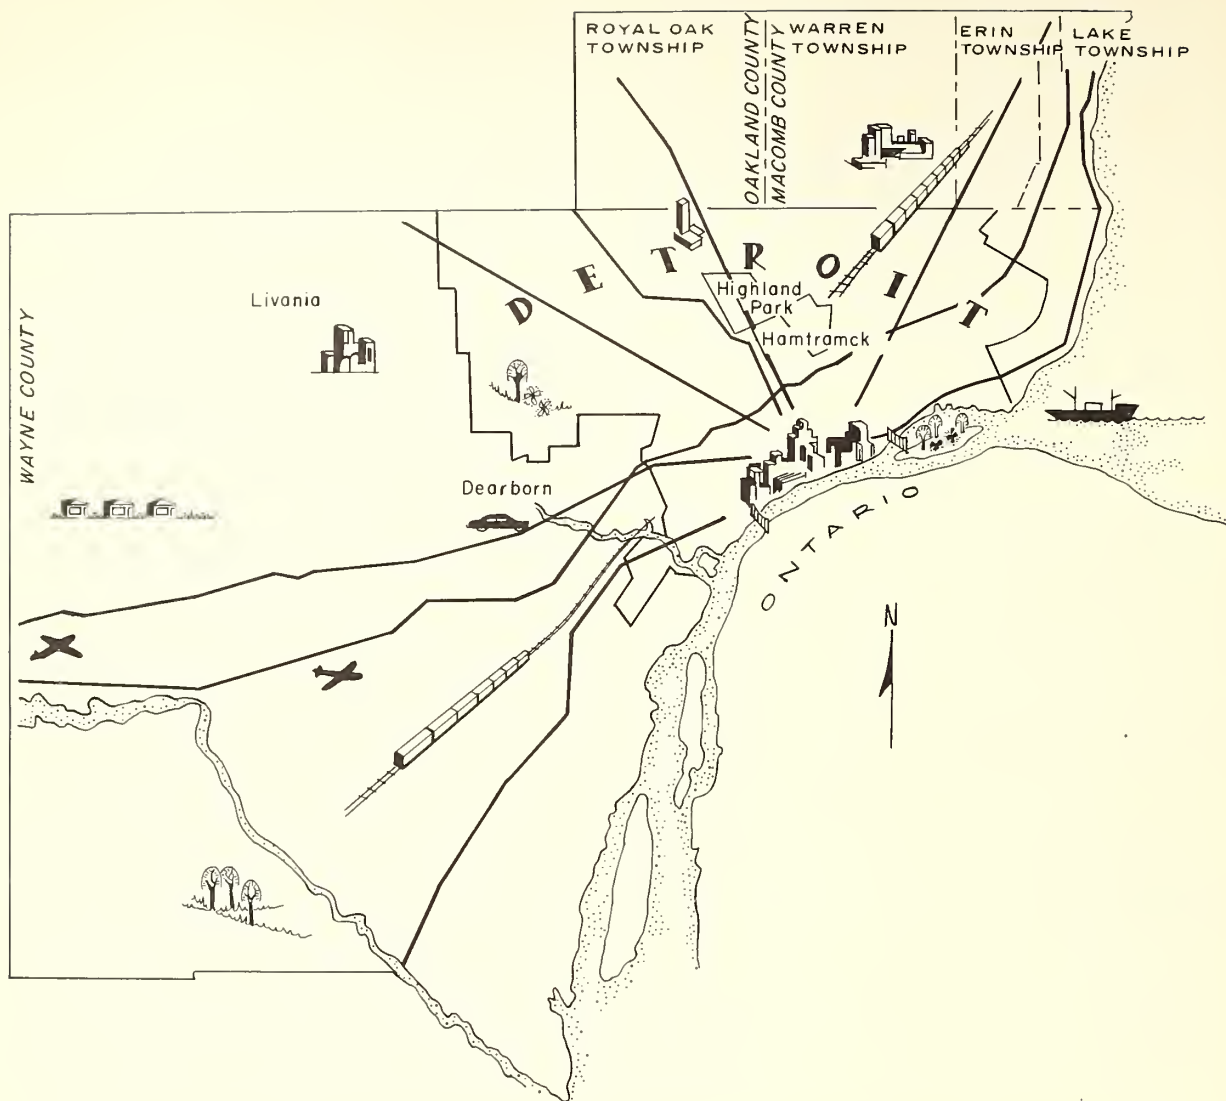 ROYAL OAK
TOWNSHIP
OAKLAND COUNTY
MACOMB COUNTY
WARREN
TOWNSHIP
ERIN
TOWNSHIP
LAKE
TOWNSHIP
DETROIT
Highland
Park
Hamtramck
Livania
WAYNE COUNTY
Dearborn
ONTARIO
N